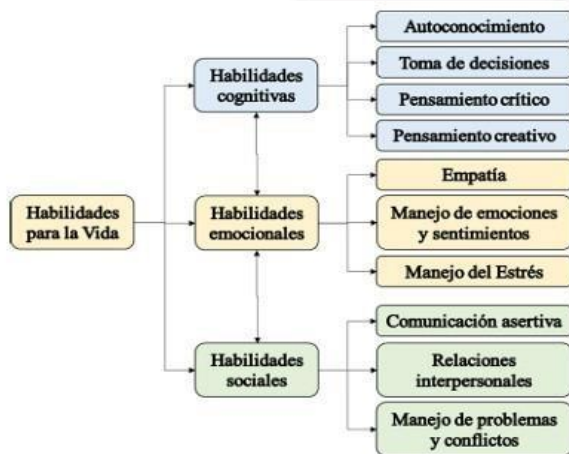 Habilidades
para la Vida
Habilidades
cognitivas
Autoconocimiento
Toma de decisiones
Pensamiento crítico
Pensamiento creativo
Habilidades
emocionales
Empatía
Manejo de emociones
y sentimientos
Manejo del Estrés
Habilidades
sociales
Comunicación asertiva
Relaciones
interpersonales
Manejo de problemas
y conflictos